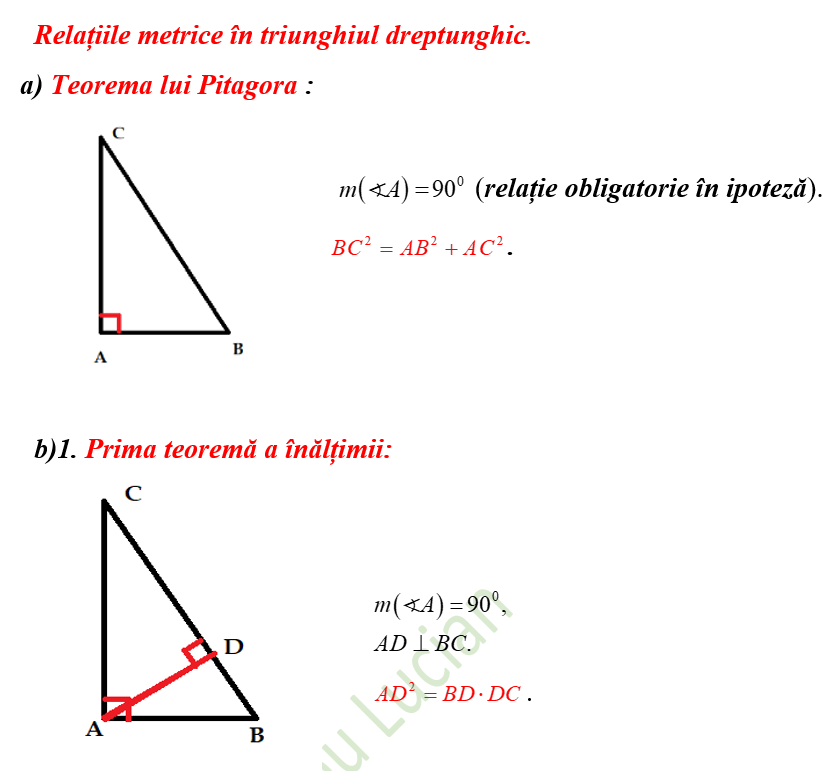 Relațiile metrice în triunghiul dreptunghic.
a) Teorema lui Pitagora :
C
m(∢A) = 90⁰ (relație obligatorie în ipoteză).
BC² = AB² + AC².
A
B
b)1. Prima teoremă a înălțimii:
C
m(∢A) = 90⁰,
D
AD ⊥ BC.
AD² = BD · DC .
A
B
Lucian